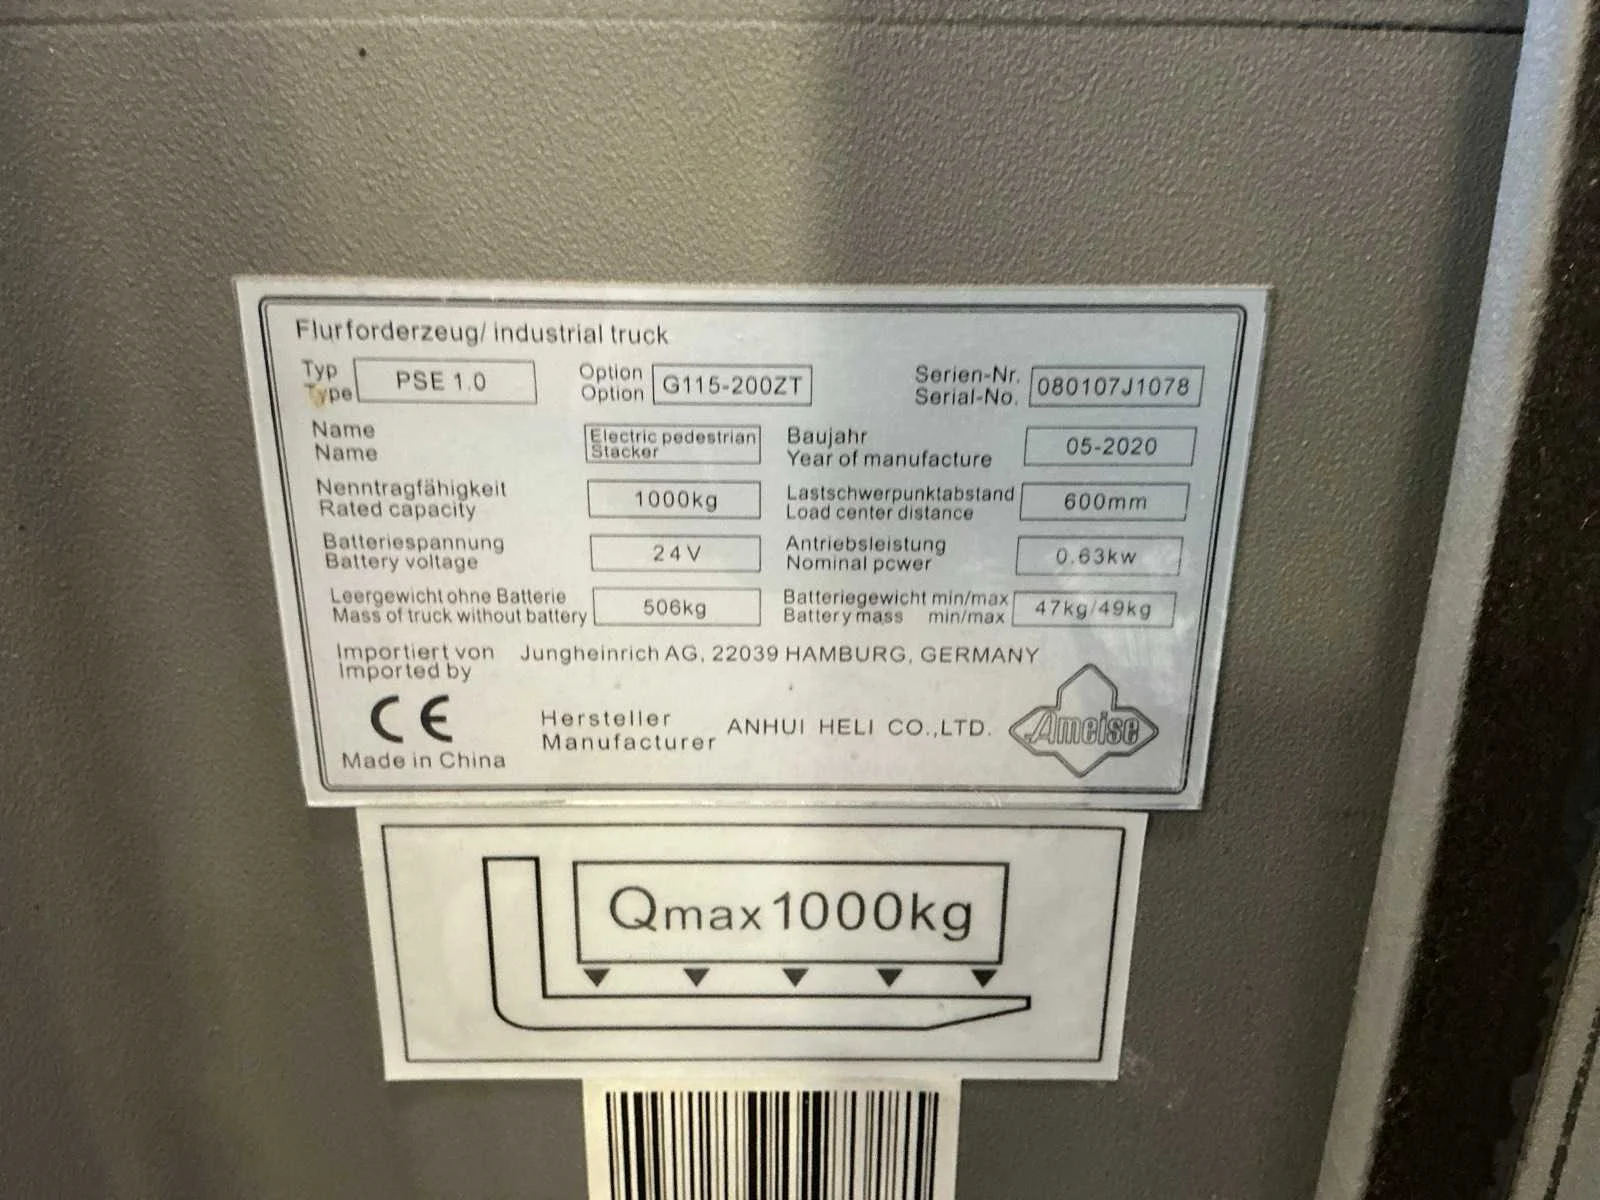 Flurforderzeug/ industrial truck
Typ
Type
PSE 1.0
Option
Option
G115-200ZT
Serien-Nr.
Serial-No.
080107J1078
Name
Name
Electric pedestrian
Stacker
Baujahr
Year of manufacture
05-2020
Nenntragfähigkeit
Rated capacity
1000kg
Lastschwerpunktabstand
Load center distance
600mm
Batteriespannung
Battery voltage
24V
Antriebsleistung
Nominal pcwer
0.63kw
Leergewicht ohne Batterie
Mass of truck without battery
506kg
Batteriegewicht min/max
Battery mass min/max
47kg/49kg
Importiert von
Imported by
Jungheinrich AG, 22039 HAMBURG, GERMANY
CE
Made in China
Hersteller
Manufacturer
ANHUI HELI CO.,LTD.
Ameise
Qmax 1000kg